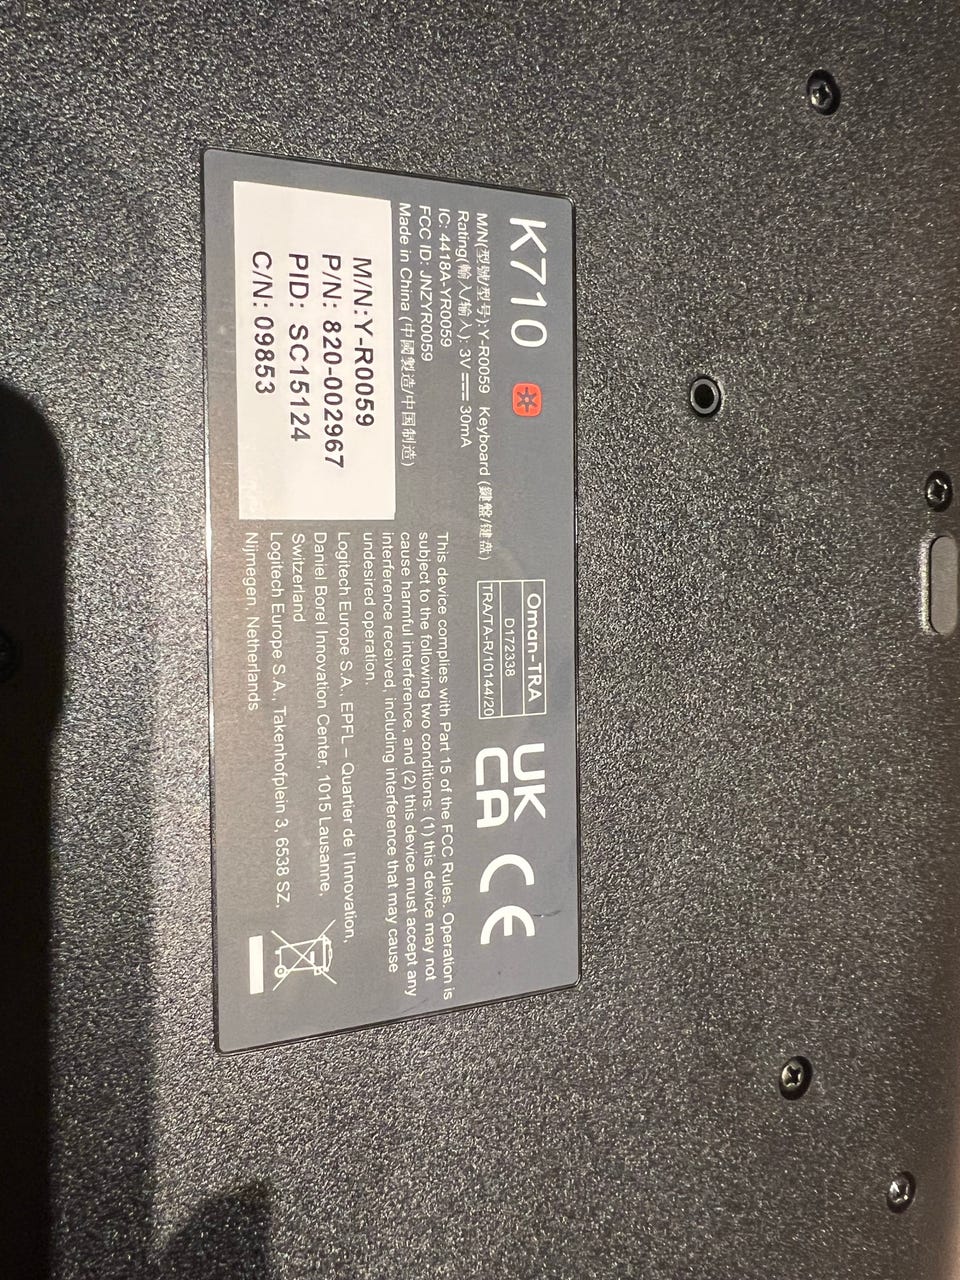 K710
M/N(型號/型号):Y-R0059 Keyboard (鍵盤/键盘)
Rating(輸入/输入): 3V ⎓ 30mA
IC: 4418A-YR0059
FCC ID: JNZYR0059
Made in China (中國製造/中国制造)
M/N:Y-R0059
P/N: 820-002967
PID: SC15124
C/N: 09853
Oman-TRA
D172338
TRA/TA-R/10144/20
UK
CA
CE
This device complies with Part 15 of the FCC Rules. Operation is
subject to the following two conditions: (1) this device may not
cause harmful interference, and (2) this device must accept any
interference received, including interference that may cause
undesired operation.
Logitech Europe S.A., EPFL – Quartier de l'Innovation,
Daniel Borel Innovation Center, 1015 Lausanne,
Switzerland
Logitech Europe S.A., Takenhofplein 3, 6538 SZ,
Nijmegen, Netherlands